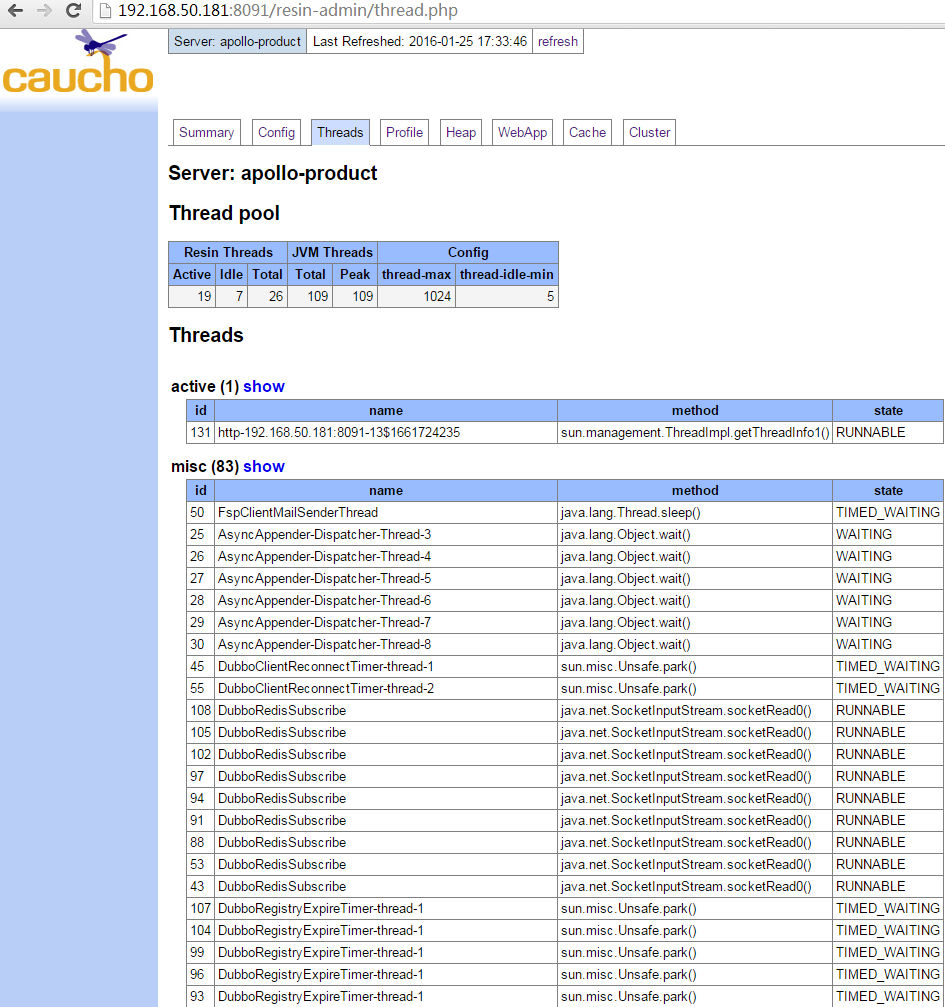 192.168.50.181:8091/resin-admin/thread.php
Server: apollo-product Last Refreshed: 2016-01-25 17:33:46 refresh
caucho
Summary Config Threads Profile Heap WebApp Cache Cluster
Server: apollo-product
Thread pool
Resin Threads JVM Threads Config
Active Idle Total Total Peak thread-max thread-idle-min
19 7 26 109 109 1024 5
Threads
active (1) show
id name method state
131 http-192.168.50.181:8091-13$1661724235 sun.management.ThreadImpl.getThreadInfo1() RUNNABLE
misc (83) show
id name method state
50 FspClientMailSenderThread java.lang.Thread.sleep() TIMED_WAITING
25 AsyncAppender-Dispatcher-Thread-3 java.lang.Object.wait() WAITING
26 AsyncAppender-Dispatcher-Thread-4 java.lang.Object.wait() WAITING
27 AsyncAppender-Dispatcher-Thread-5 java.lang.Object.wait() WAITING
28 AsyncAppender-Dispatcher-Thread-6 java.lang.Object.wait() WAITING
29 AsyncAppender-Dispatcher-Thread-7 java.lang.Object.wait() WAITING
30 AsyncAppender-Dispatcher-Thread-8 java.lang.Object.wait() WAITING
45 DubboClientReconnectTimer-thread-1 sun.misc.Unsafe.park() TIMED_WAITING
55 DubboClientReconnectTimer-thread-2 sun.misc.Unsafe.park() TIMED_WAITING
108 DubboRedisSubscribe java.net.SocketInputStream.socketRead0() RUNNABLE
105 DubboRedisSubscribe java.net.SocketInputStream.socketRead0() RUNNABLE
102 DubboRedisSubscribe java.net.SocketInputStream.socketRead0() RUNNABLE
97 DubboRedisSubscribe java.net.SocketInputStream.socketRead0() RUNNABLE
94 DubboRedisSubscribe java.net.SocketInputStream.socketRead0() RUNNABLE
91 DubboRedisSubscribe java.net.SocketInputStream.socketRead0() RUNNABLE
88 DubboRedisSubscribe java.net.SocketInputStream.socketRead0() RUNNABLE
53 DubboRedisSubscribe java.net.SocketInputStream.socketRead0() RUNNABLE
43 DubboRedisSubscribe java.net.SocketInputStream.socketRead0() RUNNABLE
107 DubboRegistryExpireTimer-thread-1 sun.misc.Unsafe.park() TIMED_WAITING
104 DubboRegistryExpireTimer-thread-1 sun.misc.Unsafe.park() TIMED_WAITING
99 DubboRegistryExpireTimer-thread-1 sun.misc.Unsafe.park() TIMED_WAITING
96 DubboRegistryExpireTimer-thread-1 sun.misc.Unsafe.park() TIMED_WAITING
93 DubboRegistryExpireTimer-thread-1 sun.misc.Unsafe.park() TIMED_WAITING